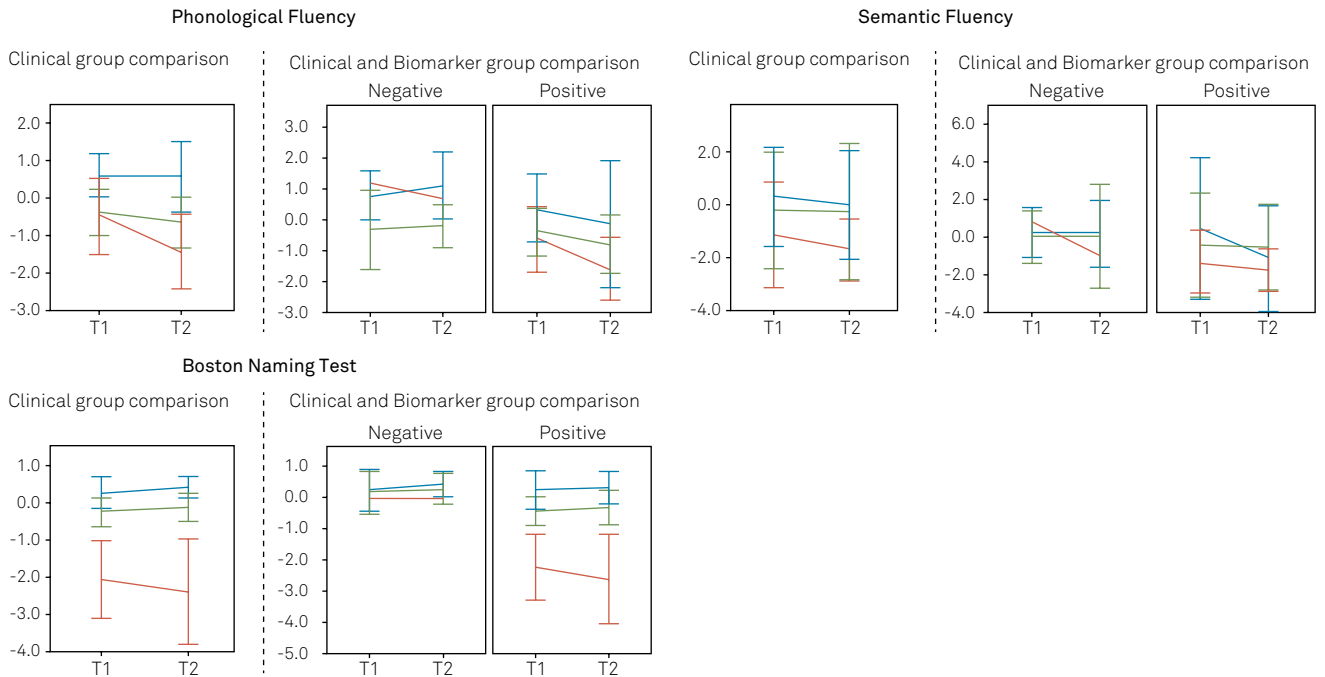 Phonological Fluency
Clinical group comparison
Clinical and Biomarker group comparison
Negative
Positive
2.0
1.0
0.0
-1.0
-2.0
-3.0
T1
T2
3.0
2.0
1.0
0.0
-1.0
-2.0
-3.0
T1
T2
T1
T2
Semantic Fluency
Clinical group comparison
Clinical and Biomarker group comparison
Negative
Positive
2.0
0.0
-2.0
-4.0
T1
T2
6.0
4.0
2.0
0.0
-2.0
-4.0
T1
T2
T1
T2
Boston Naming Test
Clinical group comparison
Clinical and Biomarker group comparison
Negative
Positive
1.0
0.0
-1.0
-2.0
-3.0
-4.0
T1
T2
1.0
0.0
-1.0
-2.0
-3.0
-4.0
-5.0
T1
T2
T1
T2